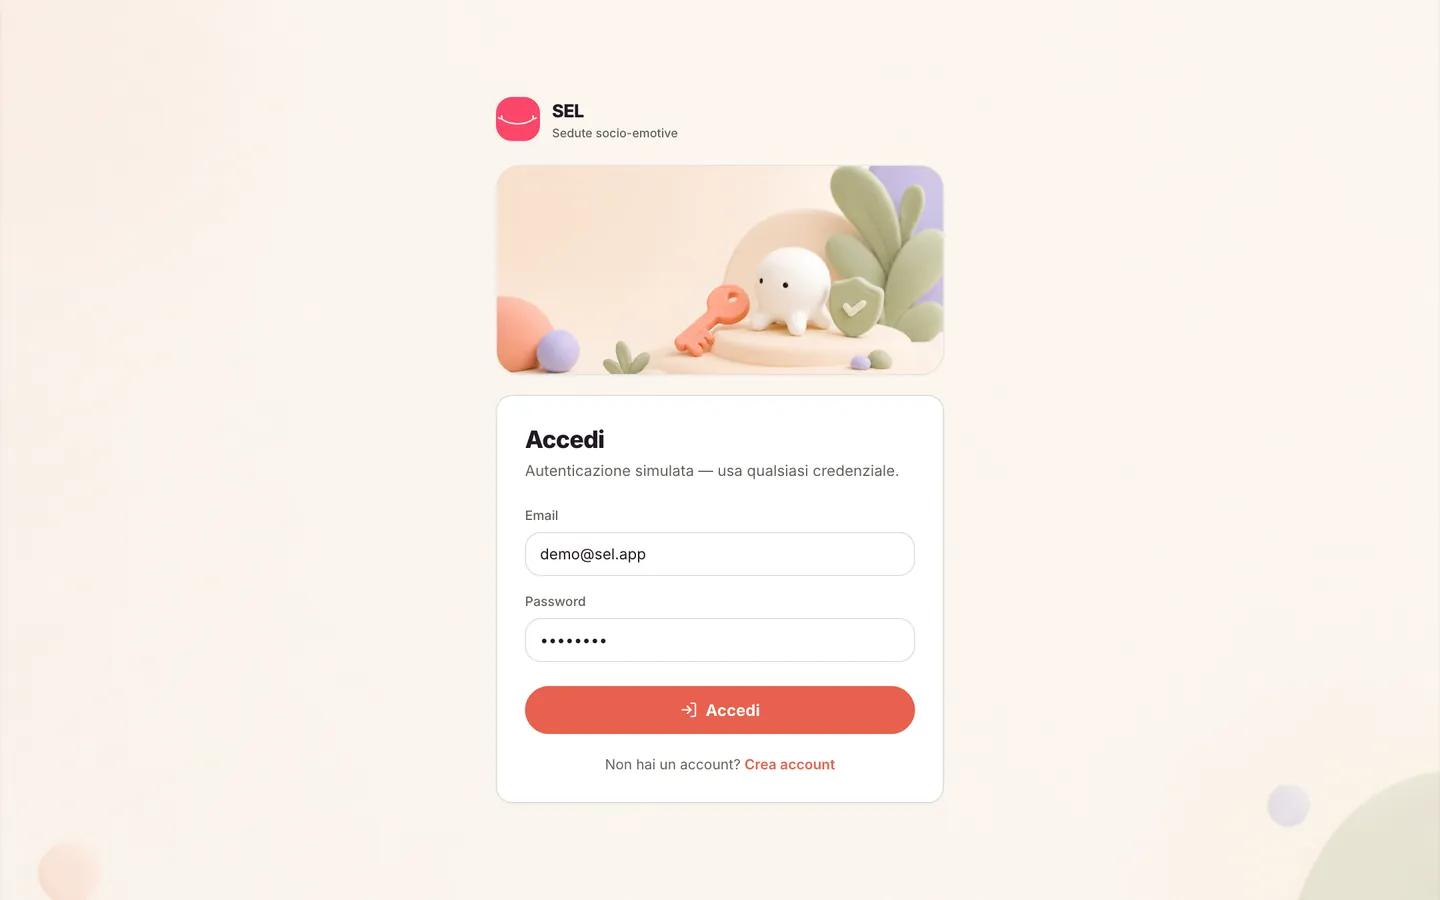 SEL
Sedute socio-emotive
Accedi
Autenticazione simulata — usa qualsiasi credenziale.
Email
demo@sel.app
Password
••••••••
Accedi
Non hai un account? Crea account